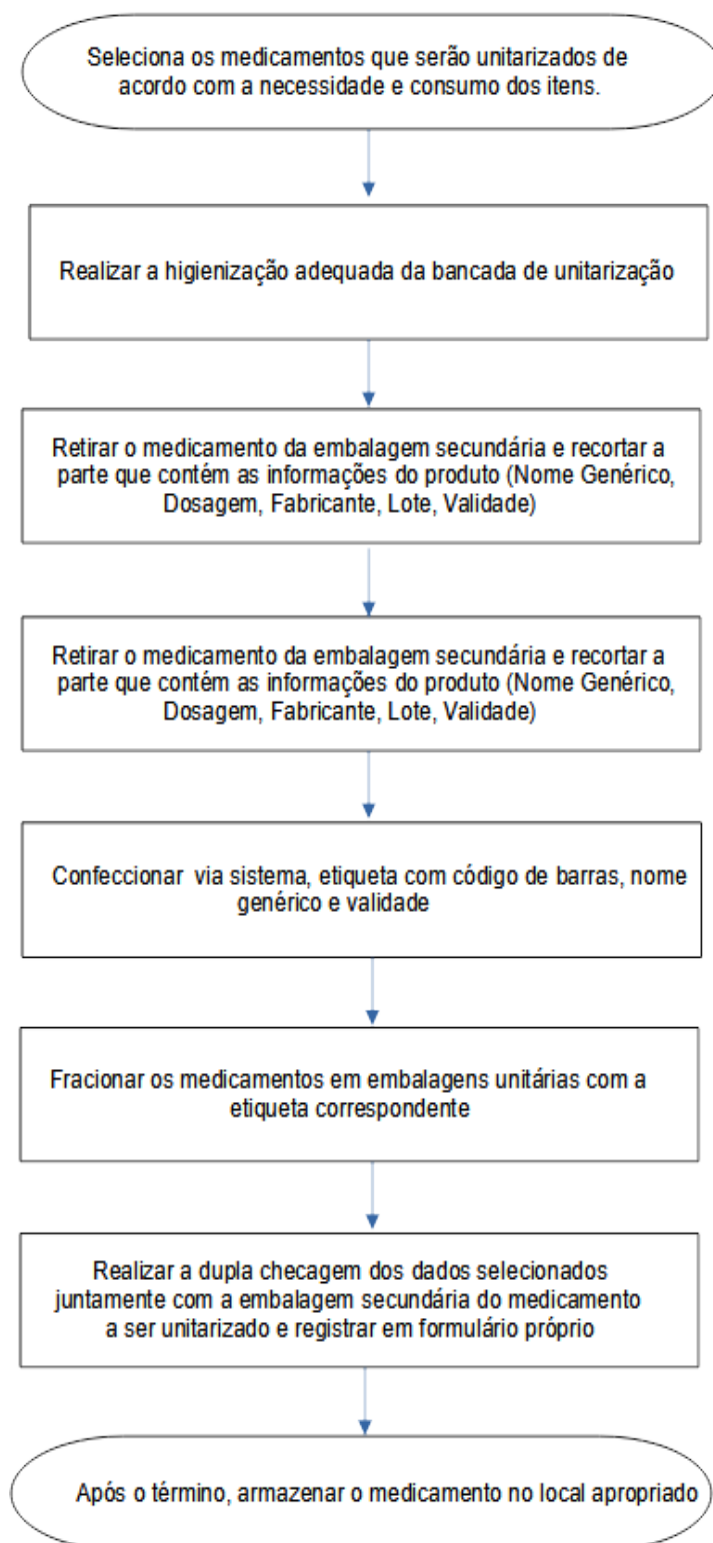 Seleciona os medicamentos que serão unitarizados de
acordo com a necessidade e consumo dos itens.
Realizar a higienização adequada da bancada de unitarização
Retirar o medicamento da embalagem secundária e recortar a
parte que contém as informações do produto (Nome Genérico,
Dosagem, Fabricante, Lote, Validade)
Retirar o medicamento da embalagem secundária e recortar a
parte que contém as informações do produto (Nome Genérico,
Dosagem, Fabricante, Lote, Validade)
Confeccionar via sistema, etiqueta com código de barras, nome
genérico e validade
Fracionar os medicamentos em embalagens unitárias com a
etiqueta correspondente
Realizar a dupla checagem dos dados selecionados
juntamente com a embalagem secundária do medicamento
a ser unitarizado e registrar em formulário próprio
Após o término, armazenar o medicamento no local apropriado